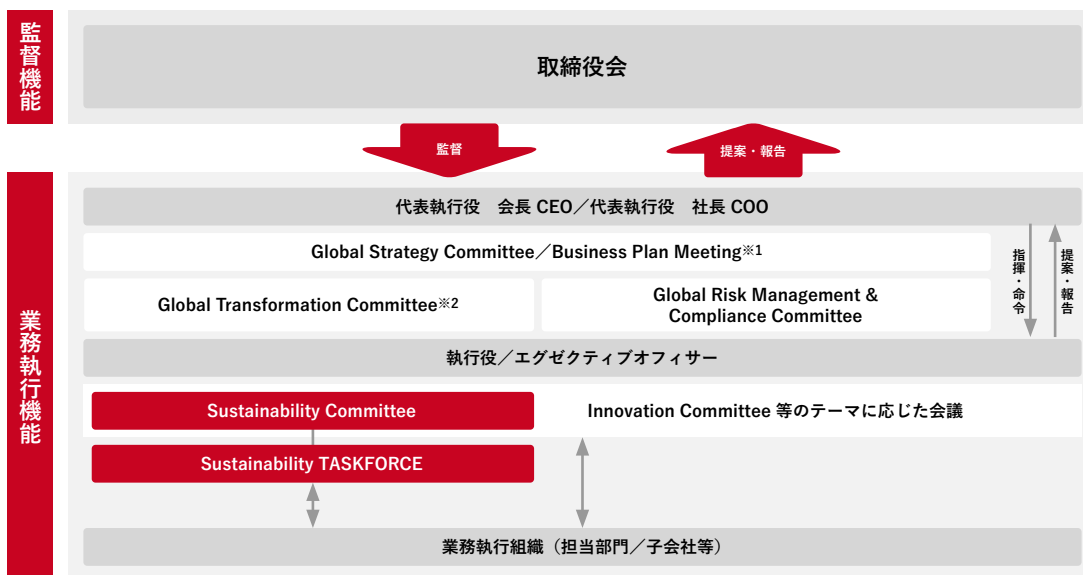 監督機能
取締役会
監督
提案・報告
業務執行機能
代表執行役　会長 CEO／代表執行役　社長 COO
Global Strategy Committee／Business Plan Meeting※1
Global Transformation Committee※2
Global Risk Management &
Compliance Committee
指揮・命令
提案・報告
執行役／エグゼクティブオフィサー
Sustainability Committee
Innovation Committee 等のテーマに応じた会議
Sustainability TASKFORCE
業務執行組織（担当部門／子会社等）